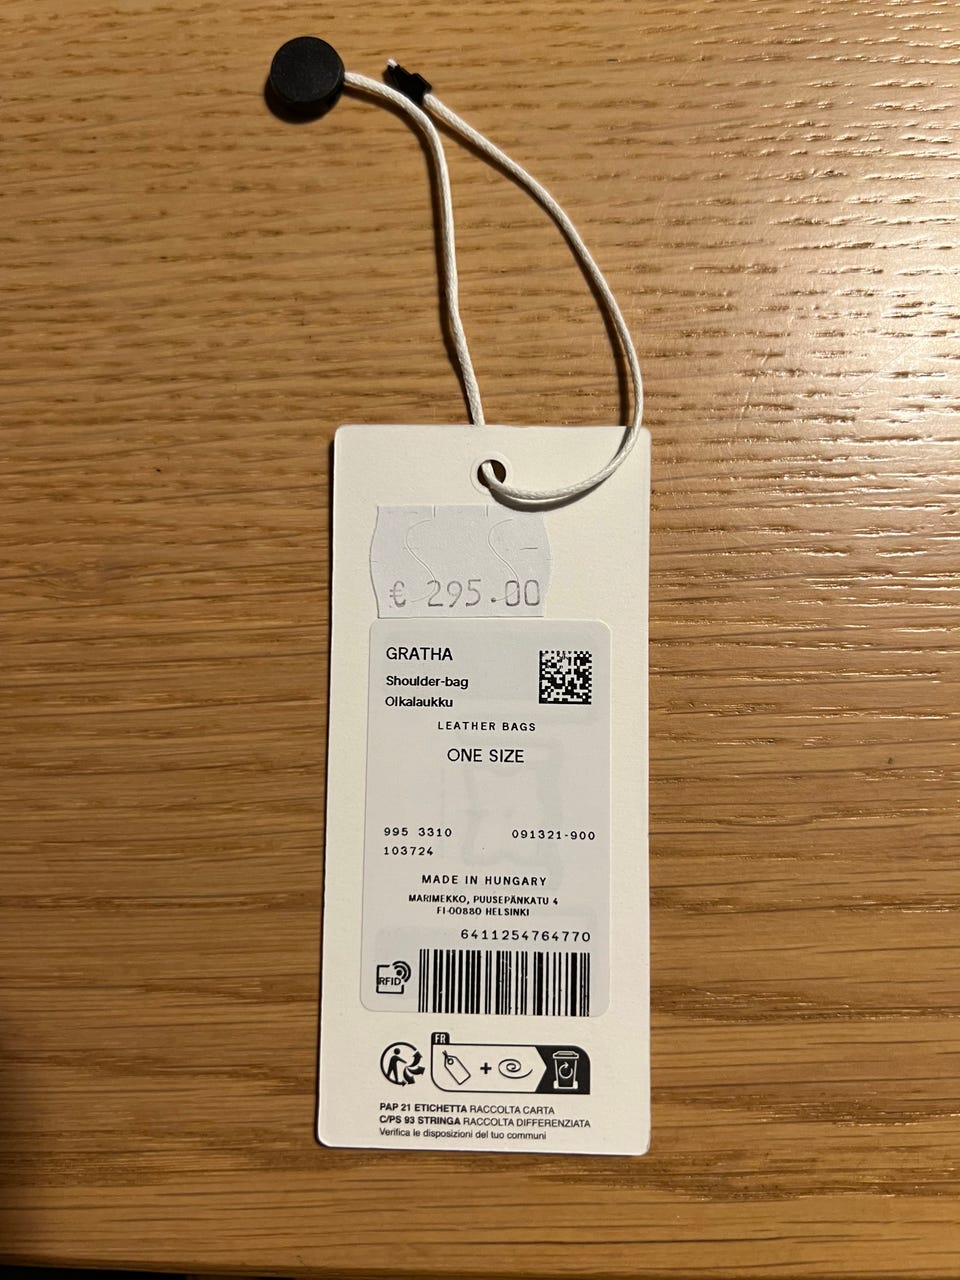 € 295.00
GRATHA
Shoulder-bag
Olkalaukku
LEATHER BAGS
ONE SIZE
995 3310 091321-900
103724
MADE IN HUNGARY
MARIMEKKO, PUUSEPÄNKATU 4
FI-00880 HELSINKI
6411254764770
RFID
FR
PAP 21 ETICHETTA RACCOLTA CARTA
C/PS 93 STRINGA RACCOLTA DIFFERENZIATA
Verifica le disposizioni del tuo communi